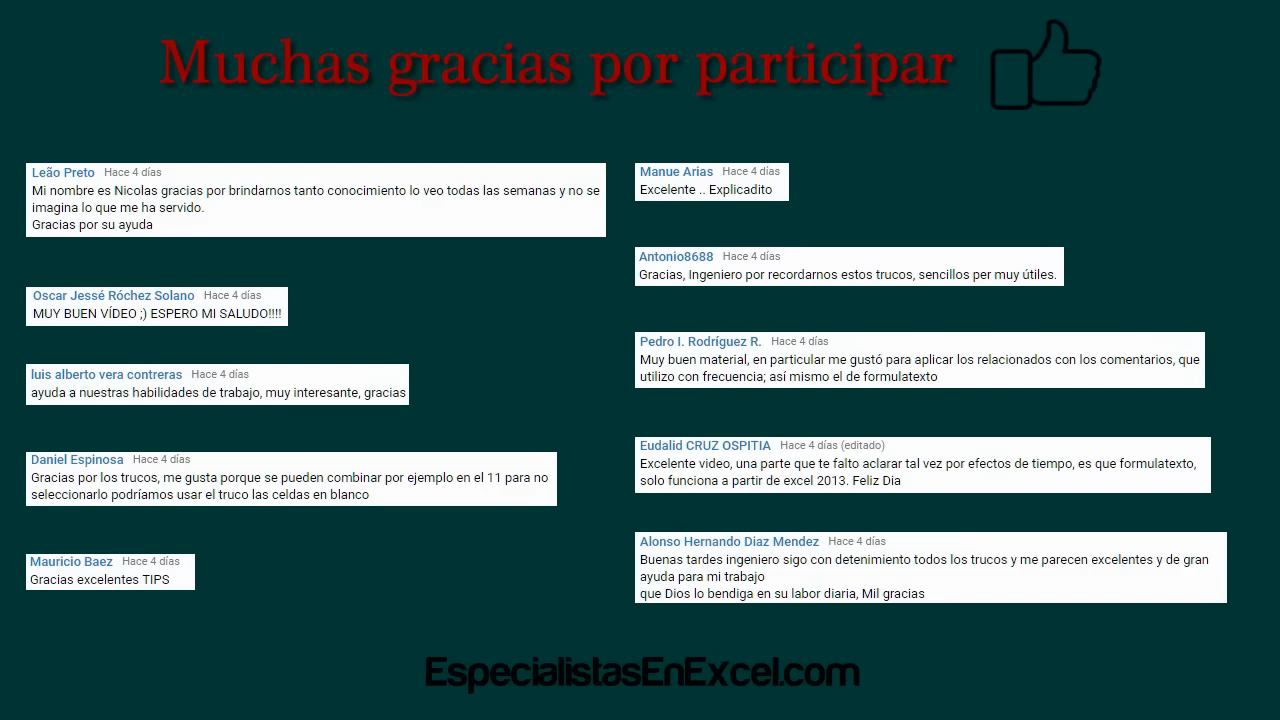 Muchas gracias por participar
Leão Preto Hace 4 días
Mi nombre es Nicolas gracias por brindarnos tanto conocimiento lo veo todas las semanas y no se
imagina lo que me ha servido.
Gracias por su ayuda
Oscar Jessé Róchez Solano Hace 4 días
MUY BUEN VÍDEO ;) ESPERO MI SALUDO!!!!
luis alberto vera contreras Hace 4 días
ayuda a nuestras habilidades de trabajo, muy interesante, gracias
Daniel Espinosa Hace 4 días
Gracias por los trucos, me gusta porque se pueden combinar por ejemplo en el 11 para no
seleccionarlo podríamos usar el truco las celdas en blanco
Mauricio Baez Hace 4 días
Gracias excelentes TIPS
Manue Arias Hace 4 días
Excelente .. Explicadito
Antonio8688 Hace 4 días
Gracias, Ingeniero por recordarnos estos trucos, sencillos per muy útiles.
Pedro I. Rodríguez R. Hace 4 días
Muy buen material, en particular me gustó para aplicar los relacionados con los comentarios, que
utilizo con frecuencia; así mismo el de formulatexto
Eudalid CRUZ OSPITIA Hace 4 días (editado)
Excelente video, una parte que te falto aclarar tal vez por efectos de tiempo, es que formulatexto,
solo funciona a partir de excel 2013. Feliz Dia
Alonso Hernando Diaz Mendez Hace 4 días
Buenas tardes ingeniero sigo con detenimiento todos los trucos y me parecen excelentes y de gran
ayuda para mi trabajo
que Dios lo bendiga en su labor diaria, Mil gracias
EspecialistasEnExcel.com